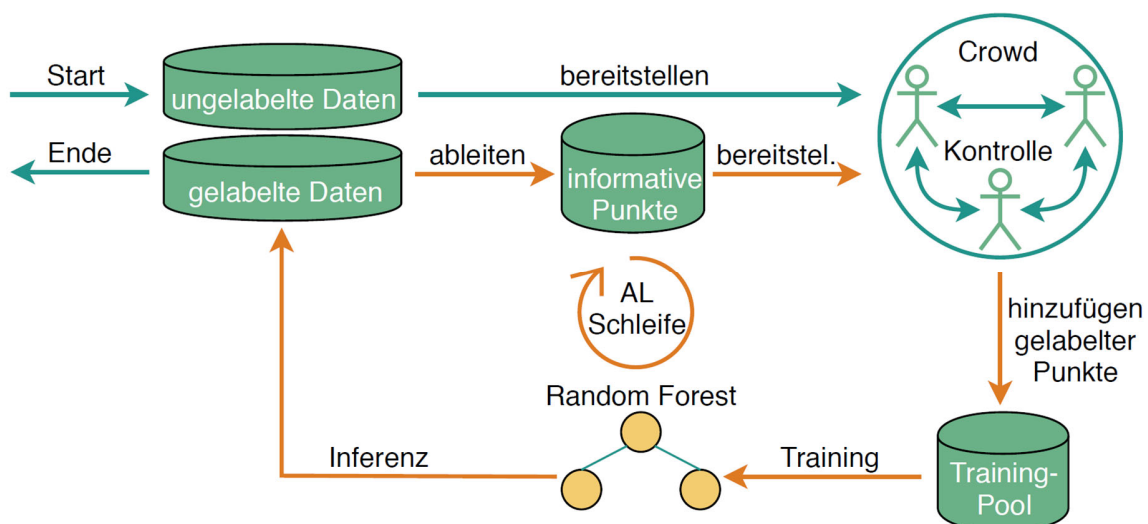 Start
ungelabelte Daten
bereitstellen
Crowd
Ende
gelabelte Daten
ableiten
informative
Punkte
bereitstel.
Kontrolle
AL
Schleife
hinzufügen
gelabelter
Punkte
Random Forest
Inferenz
Training
Training-
Pool